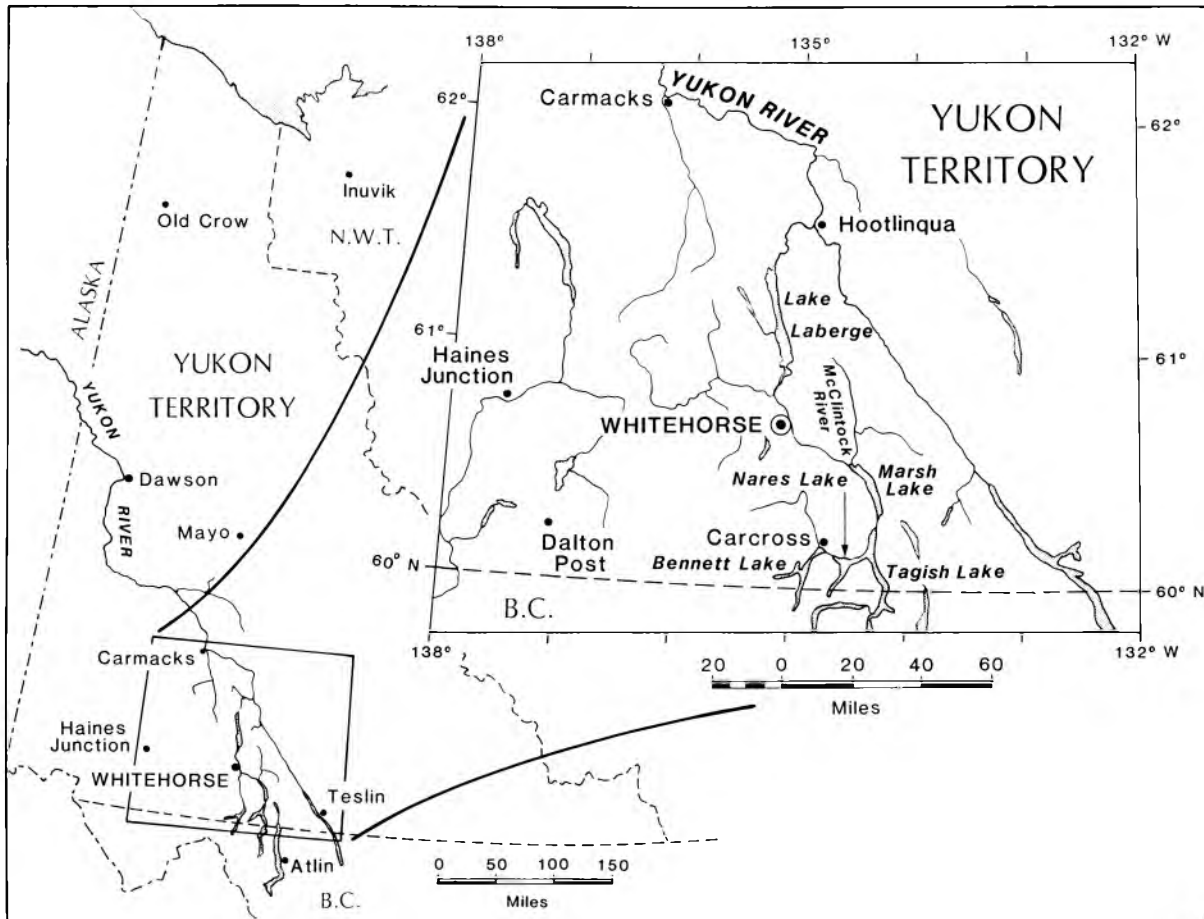 138°
135°
132° W
YUKON RIVER
Carmacks
62°
62°
YUKON
TERRITORY
Inuvik
Old Crow
N.W.T.
Hootlinqua
ALASKA
Lake
Laberge
61°
61°
Haines
Junction
YUKON
TERRITORY
McClintock
River
YUKON
WHITEHORSE
Nares Lake
Marsh
Lake
Dawson
RIVER
Mayo
Dalton
Post
Carcross
Bennett Lake
Tagish Lake
60° N
60° N
B.C.
138°
132° W
20 0 20 40 60
Miles
Carmacks
Haines
Junction
WHITEHORSE
Teslin
Atlin
B.C.
0 50 100 150
Miles